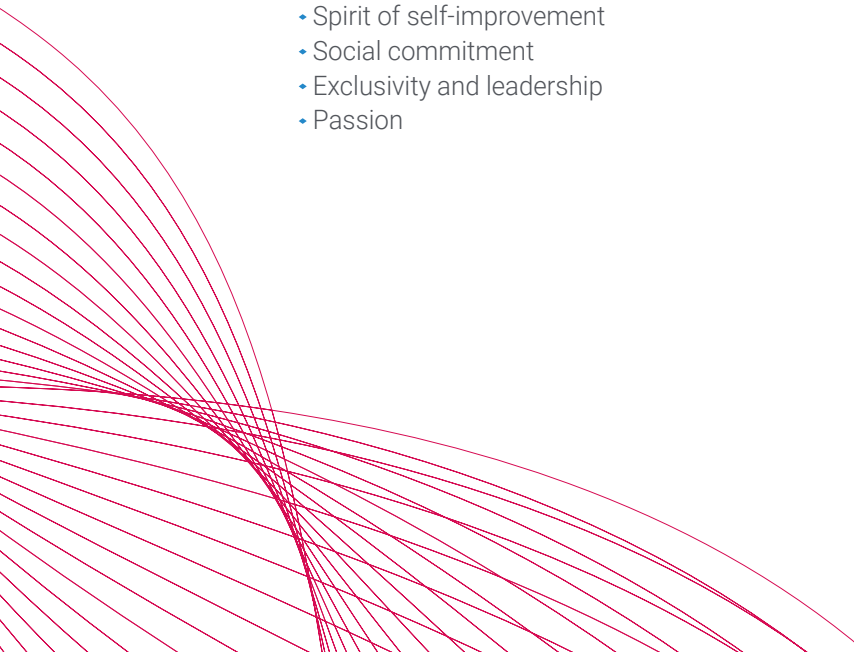 • Spirit of self-improvement
• Social commitment
• Exclusivity and leadership
• Passion